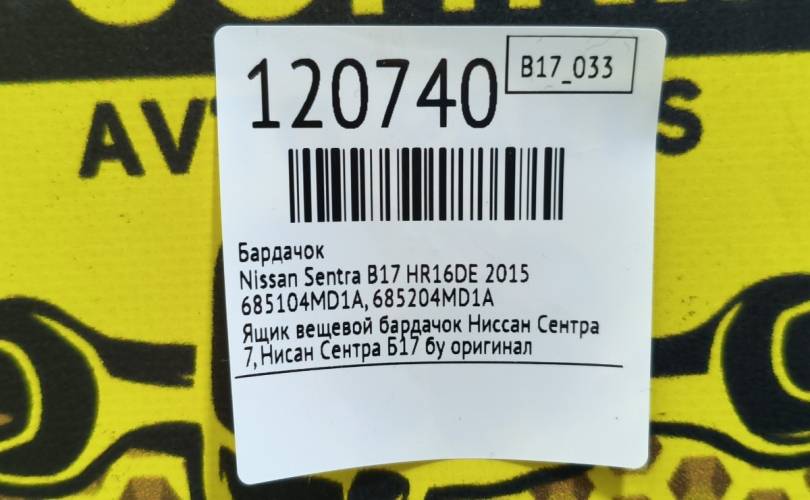 120740
B17_033
Бардачок
Nissan Sentra B17 HR16DE 2015
685104MD1A, 685204MD1A
Ящик вещевой бардачок Ниссан Сентра
7, Нисан Сентра Б17 бу оригинал